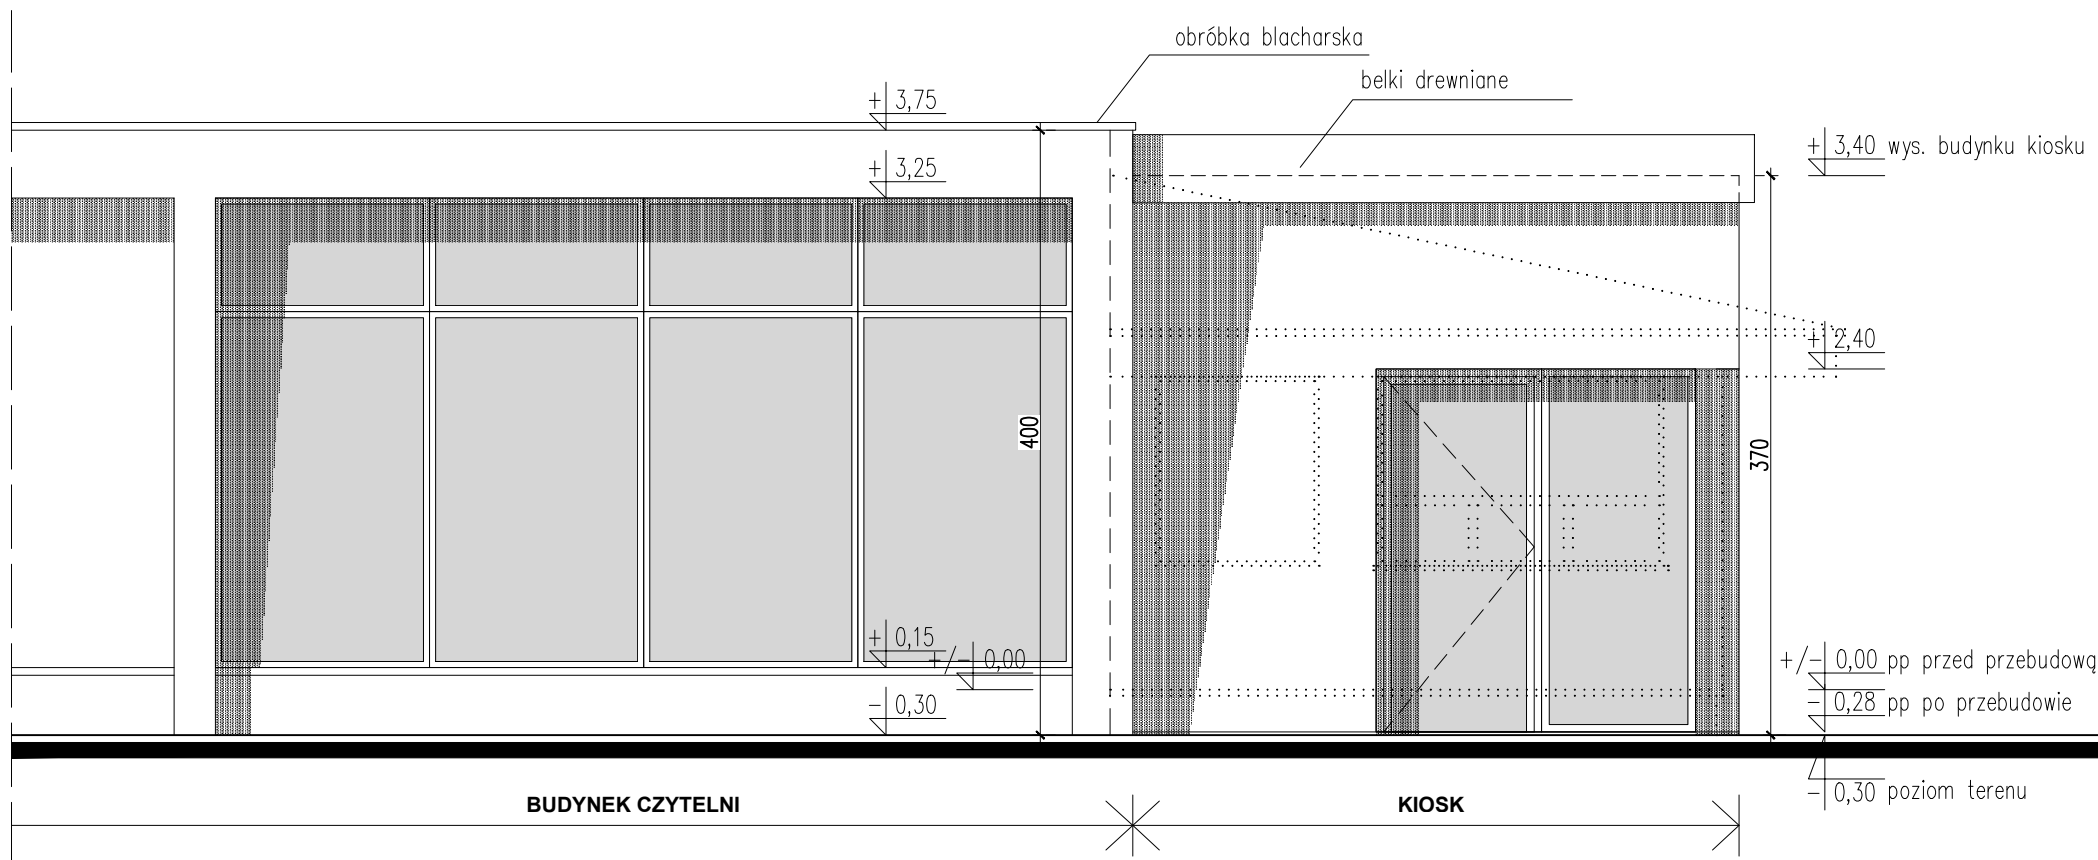 obróbka blacharska
belki drewniane
+ 3,75
+ 3,40 wys. budynku kiosku
+ 3,25
+ 2,40
400
370
+ 0,15
+/- 0,00
+/- 0,00 pp przed przebudową
- 0,28 pp po przebudowie
- 0,30
- 0,30 poziom terenu
BUDYNEK CZYTELNI
KIOSK